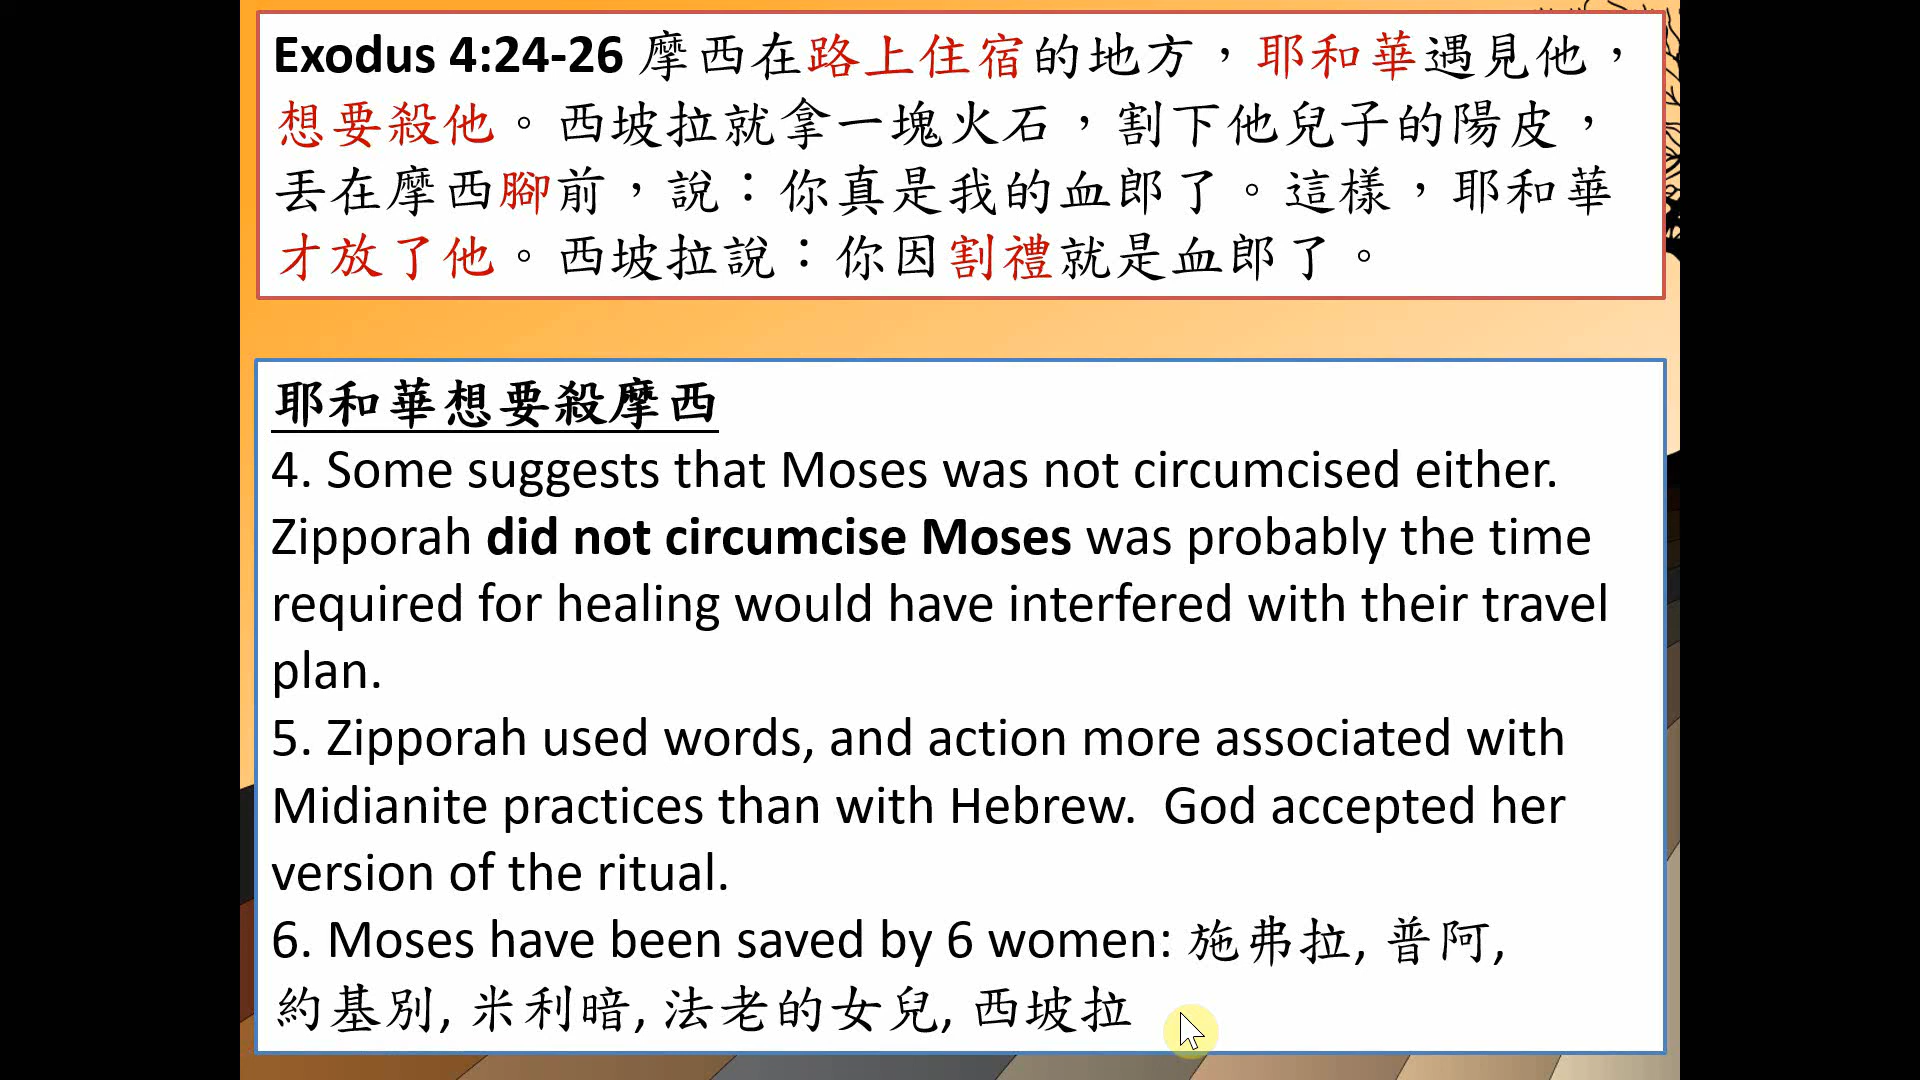 Exodus 4:24-26 摩西在路上住宿的地方，耶和華遇見他，
想要殺他。西坡拉就拿一塊火石，割下他兒子的陽皮，
丟在摩西腳前，說：你真是我的血郎了。這樣，耶和華
才放了他。西坡拉說：你因割禮就是血郎了。
耶和華想要殺摩西
4. Some suggests that Moses was not circumcised either.
Zipporah did not circumcise Moses was probably the time
required for healing would have interfered with their travel
plan.
5. Zipporah used words, and action more associated with
Midianite practices than with Hebrew.  God accepted her
version of the ritual.
6. Moses have been saved by 6 women: 施弗拉, 普阿,
約基別, 米利暗, 法老的女兒, 西坡拉